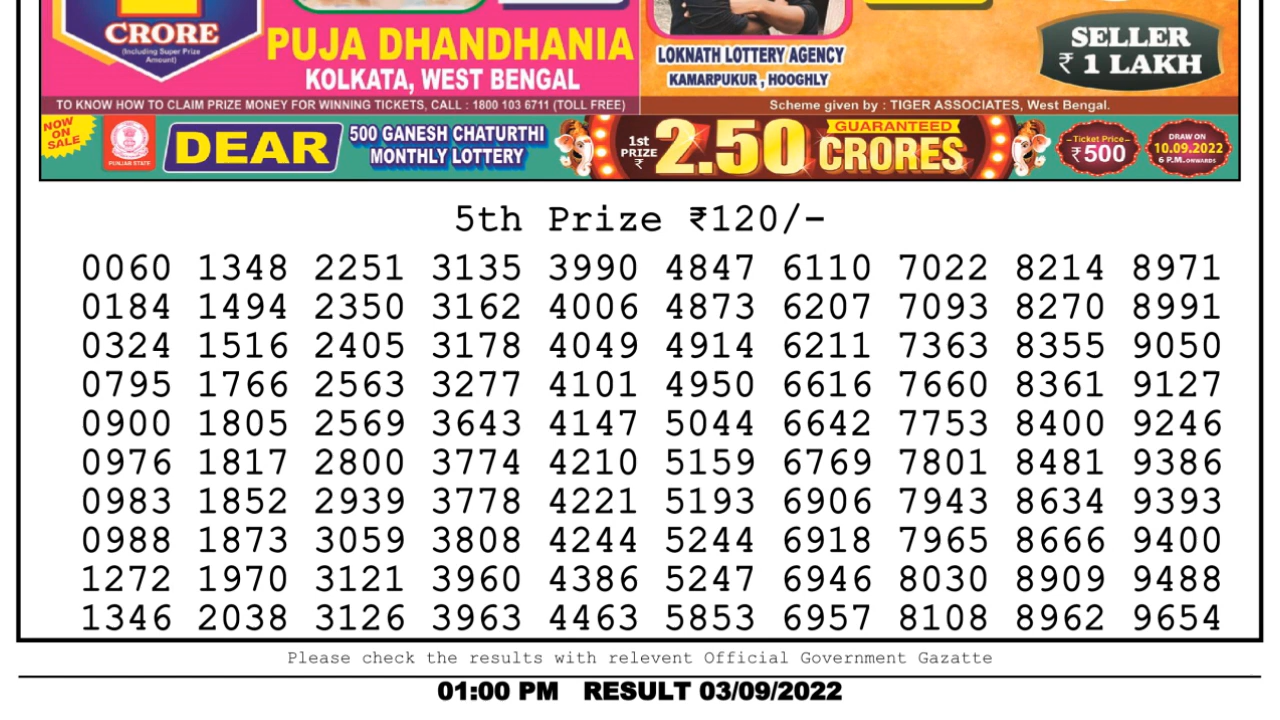 CRORE
(Including Super Prize
Amount)
PUJA DHANDHANIA
KOLKATA, WEST BENGAL
LOKNATH LOTTERY AGENCY
KAMARPUKUR , HOOGHLY
SELLER
₹ 1 LAKH
TO KNOW HOW TO CLAIM PRIZE MONEY FOR WINNING TICKETS, CALL : 1800 103 6711 (TOLL FREE)
Scheme given by : TIGER ASSOCIATES, West Bengal.
NOW
ON
SALE
PUNJAB STATE
DEAR
500 GANESH CHATURTHI
MONTHLY LOTTERY
1st
PRIZE
₹
2.50
GUARANTEED
CRORES
Ticket Price
₹500
DRAW ON
10.09.2022
6 P.M. ONWARDS
5th Prize ₹120/-
0060 1348 2251 3135 3990 4847 6110 7022 8214 8971
0184 1494 2350 3162 4006 4873 6207 7093 8270 8991
0324 1516 2405 3178 4049 4914 6211 7363 8355 9050
0795 1766 2563 3277 4101 4950 6616 7660 8361 9127
0900 1805 2569 3643 4147 5044 6642 7753 8400 9246
0976 1817 2800 3774 4210 5159 6769 7801 8481 9386
0983 1852 2939 3778 4221 5193 6906 7943 8634 9393
0988 1873 3059 3808 4244 5244 6918 7965 8666 9400
1272 1970 3121 3960 4386 5247 6946 8030 8909 9488
1346 2038 3126 3963 4463 5853 6957 8108 8962 9654
Please check the results with relevent Official Government Gazatte
01:00 PM RESULT 03/09/2022